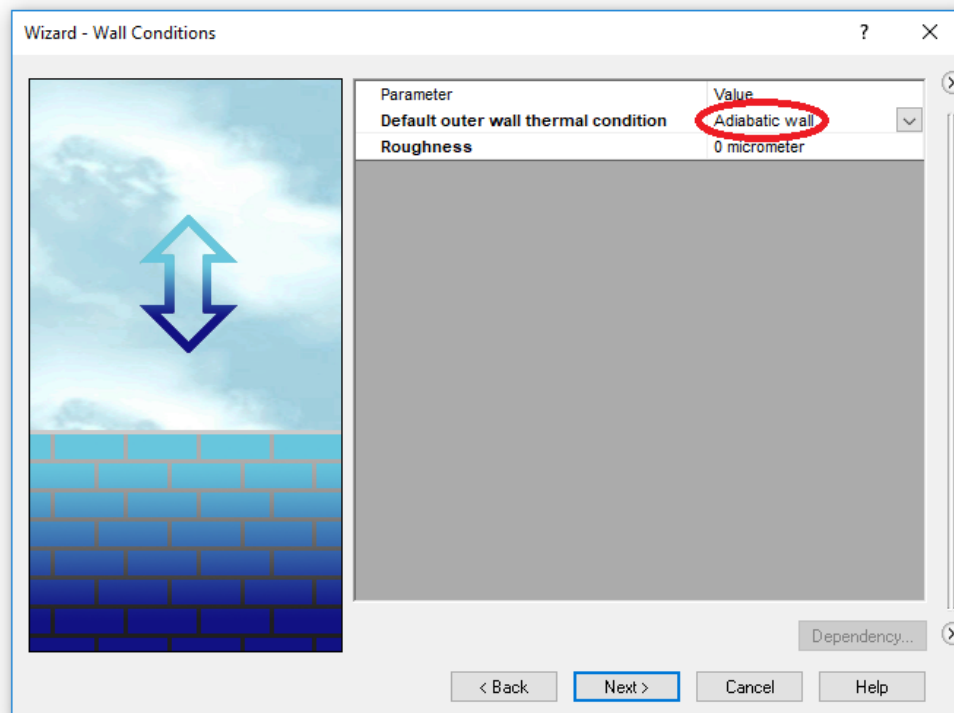 Wizard - Wall Conditions
Parameter Value
Default outer wall thermal condition Adiabatic wall
Roughness 0 micrometer
Dependency...
< Back Next > Cancel Help